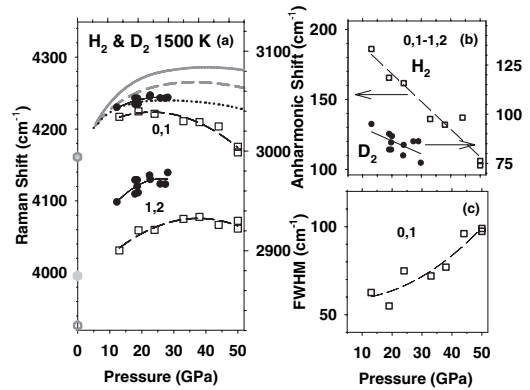 H2 & D2 1500 K (a)
4300
4200
4100
4000
Raman Shift (cm-1)
3100
3000
2900
0,1
1,2
0 10 20 30 40 50
Pressure (GPa)
Anharmonic Shift (cm-1)
200
150
100
0,1-1,2 (b)
H2
D2
125
100
75
(c)
0,1
FWHM (cm-1)
100
50
10 20 30 40 50
Pressure (GPa)